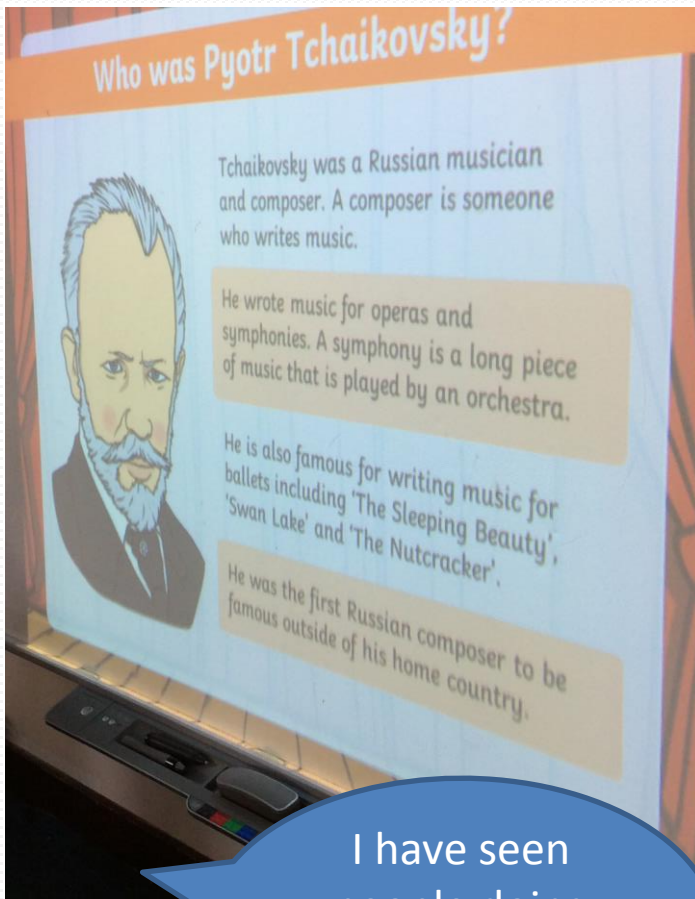 Who was Pyotr Tchaikovsky?
Tchaikovsky was a Russian musician
and composer. A composer is someone
who writes music.
He wrote music for operas and
symphonies. A symphony is a long piece
of music that is played by an orchestra.
He is also famous for writing music for
ballets including 'The Sleeping Beauty',
'Swan Lake' and 'The Nutcracker'.
He was the first Russian composer to be
famous outside of his home country.
I have seen